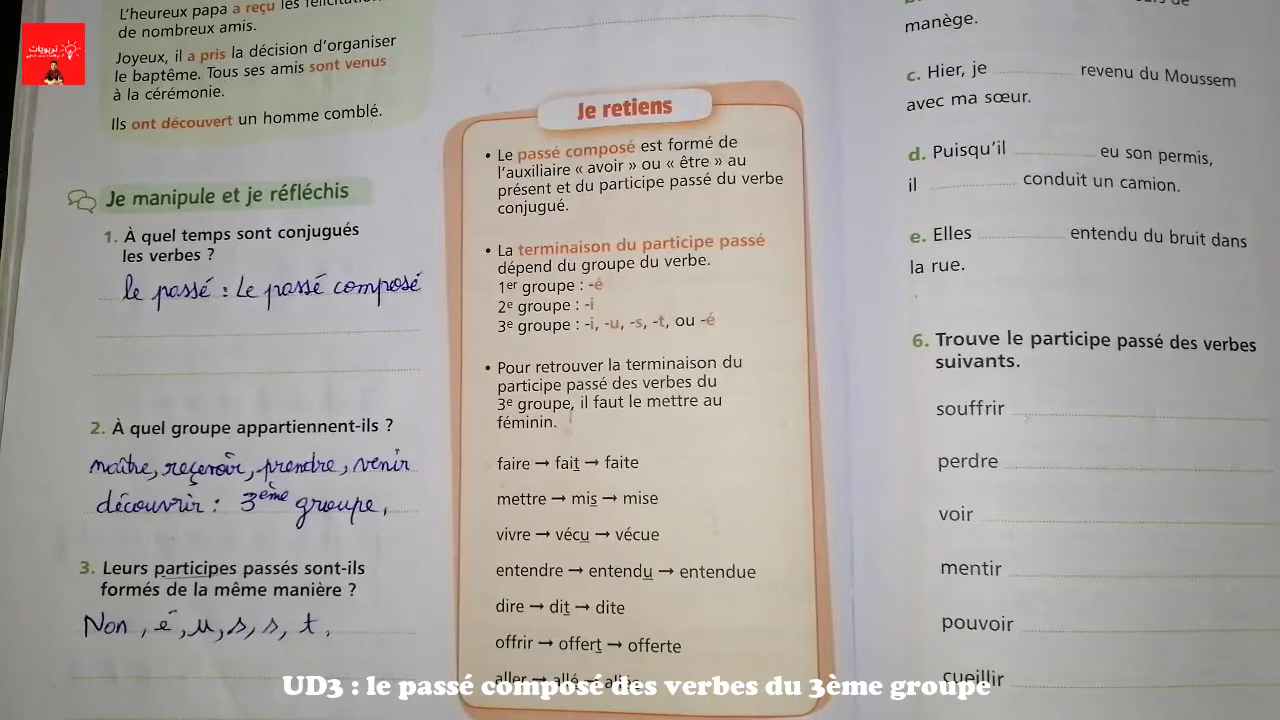 تربويات
L'heureux papa a reçu les
de nombreux amis.
Joyeux, il a pris la décision d'organiser
le baptême. Tous ses amis sont venus
à la cérémonie.
Ils ont découvert un homme comblé.
Je manipule et je réfléchis
1. À quel temps sont conjugués
les verbes ?
le passé : Le passé composé
2. À quel groupe appartiennent-ils ?
maître, reçevoir, prendre, venir
découvrir : 3ème groupe,
3. Leurs participes passés sont-ils
formés de la même manière ?
Non, é, u, s, s, t,
Je retiens
• Le passé composé est formé de
l'auxiliaire « avoir » ou « être » au
présent et du participe passé du verbe
conjugué.
• La terminaison du participe passé
dépend du groupe du verbe.
1er groupe : -é
2e groupe : -i
3e groupe : -i, -u, -s, -t, ou -é
• Pour retrouver la terminaison du
participe passé des verbes du
3e groupe, il faut le mettre au
féminin.
faire → fait → faite
mettre → mis → mise
vivre → vécu → vécue
entendre → entendu → entendue
dire → dit → dite
offrir → offert → offerte
aller → allé → allée
manège.
c. Hier, je revenu du Moussem
avec ma sœur.
d. Puisqu'il eu son permis,
il conduit un camion.
e. Elles entendu du bruit dans
la rue.
6. Trouve le participe passé des verbes
suivants.
souffrir
perdre
voir
mentir
pouvoir
cueillir
UD3 : le passé composé des verbes du 3ème groupe